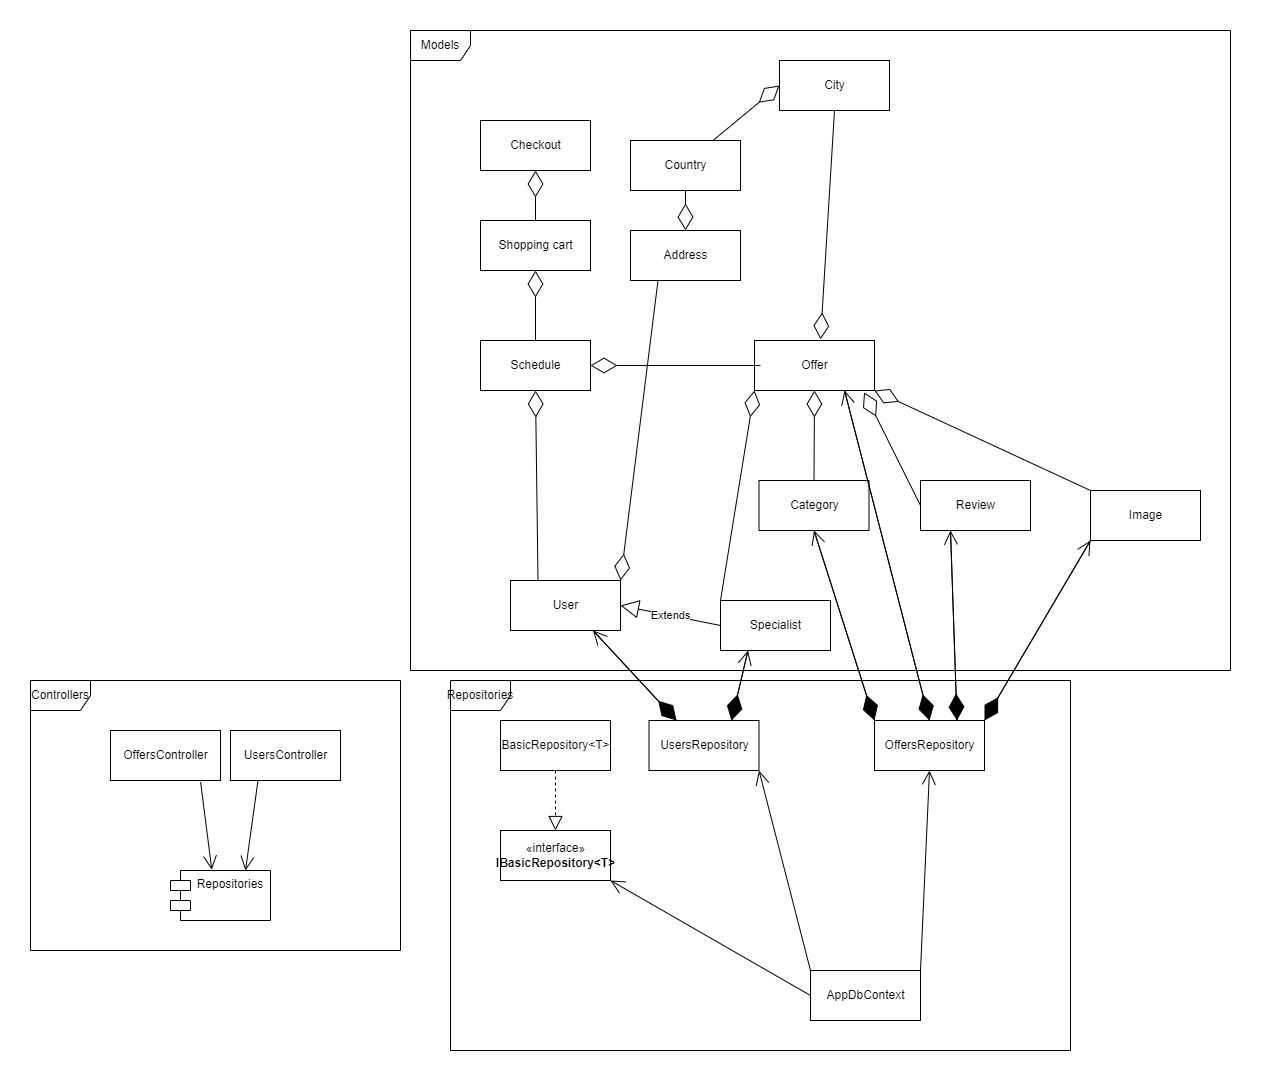 Models
City
Checkout
Country
Shopping cart
Address
Schedule
Offer
Category
Review
Image
User
Extends
Specialist
Controllers
Repositories
OffersController
UsersController
BasicRepository<T>
UsersRepository
OffersRepository
«interface»
IBasicRepository<T>
Repositories
AppDbContext